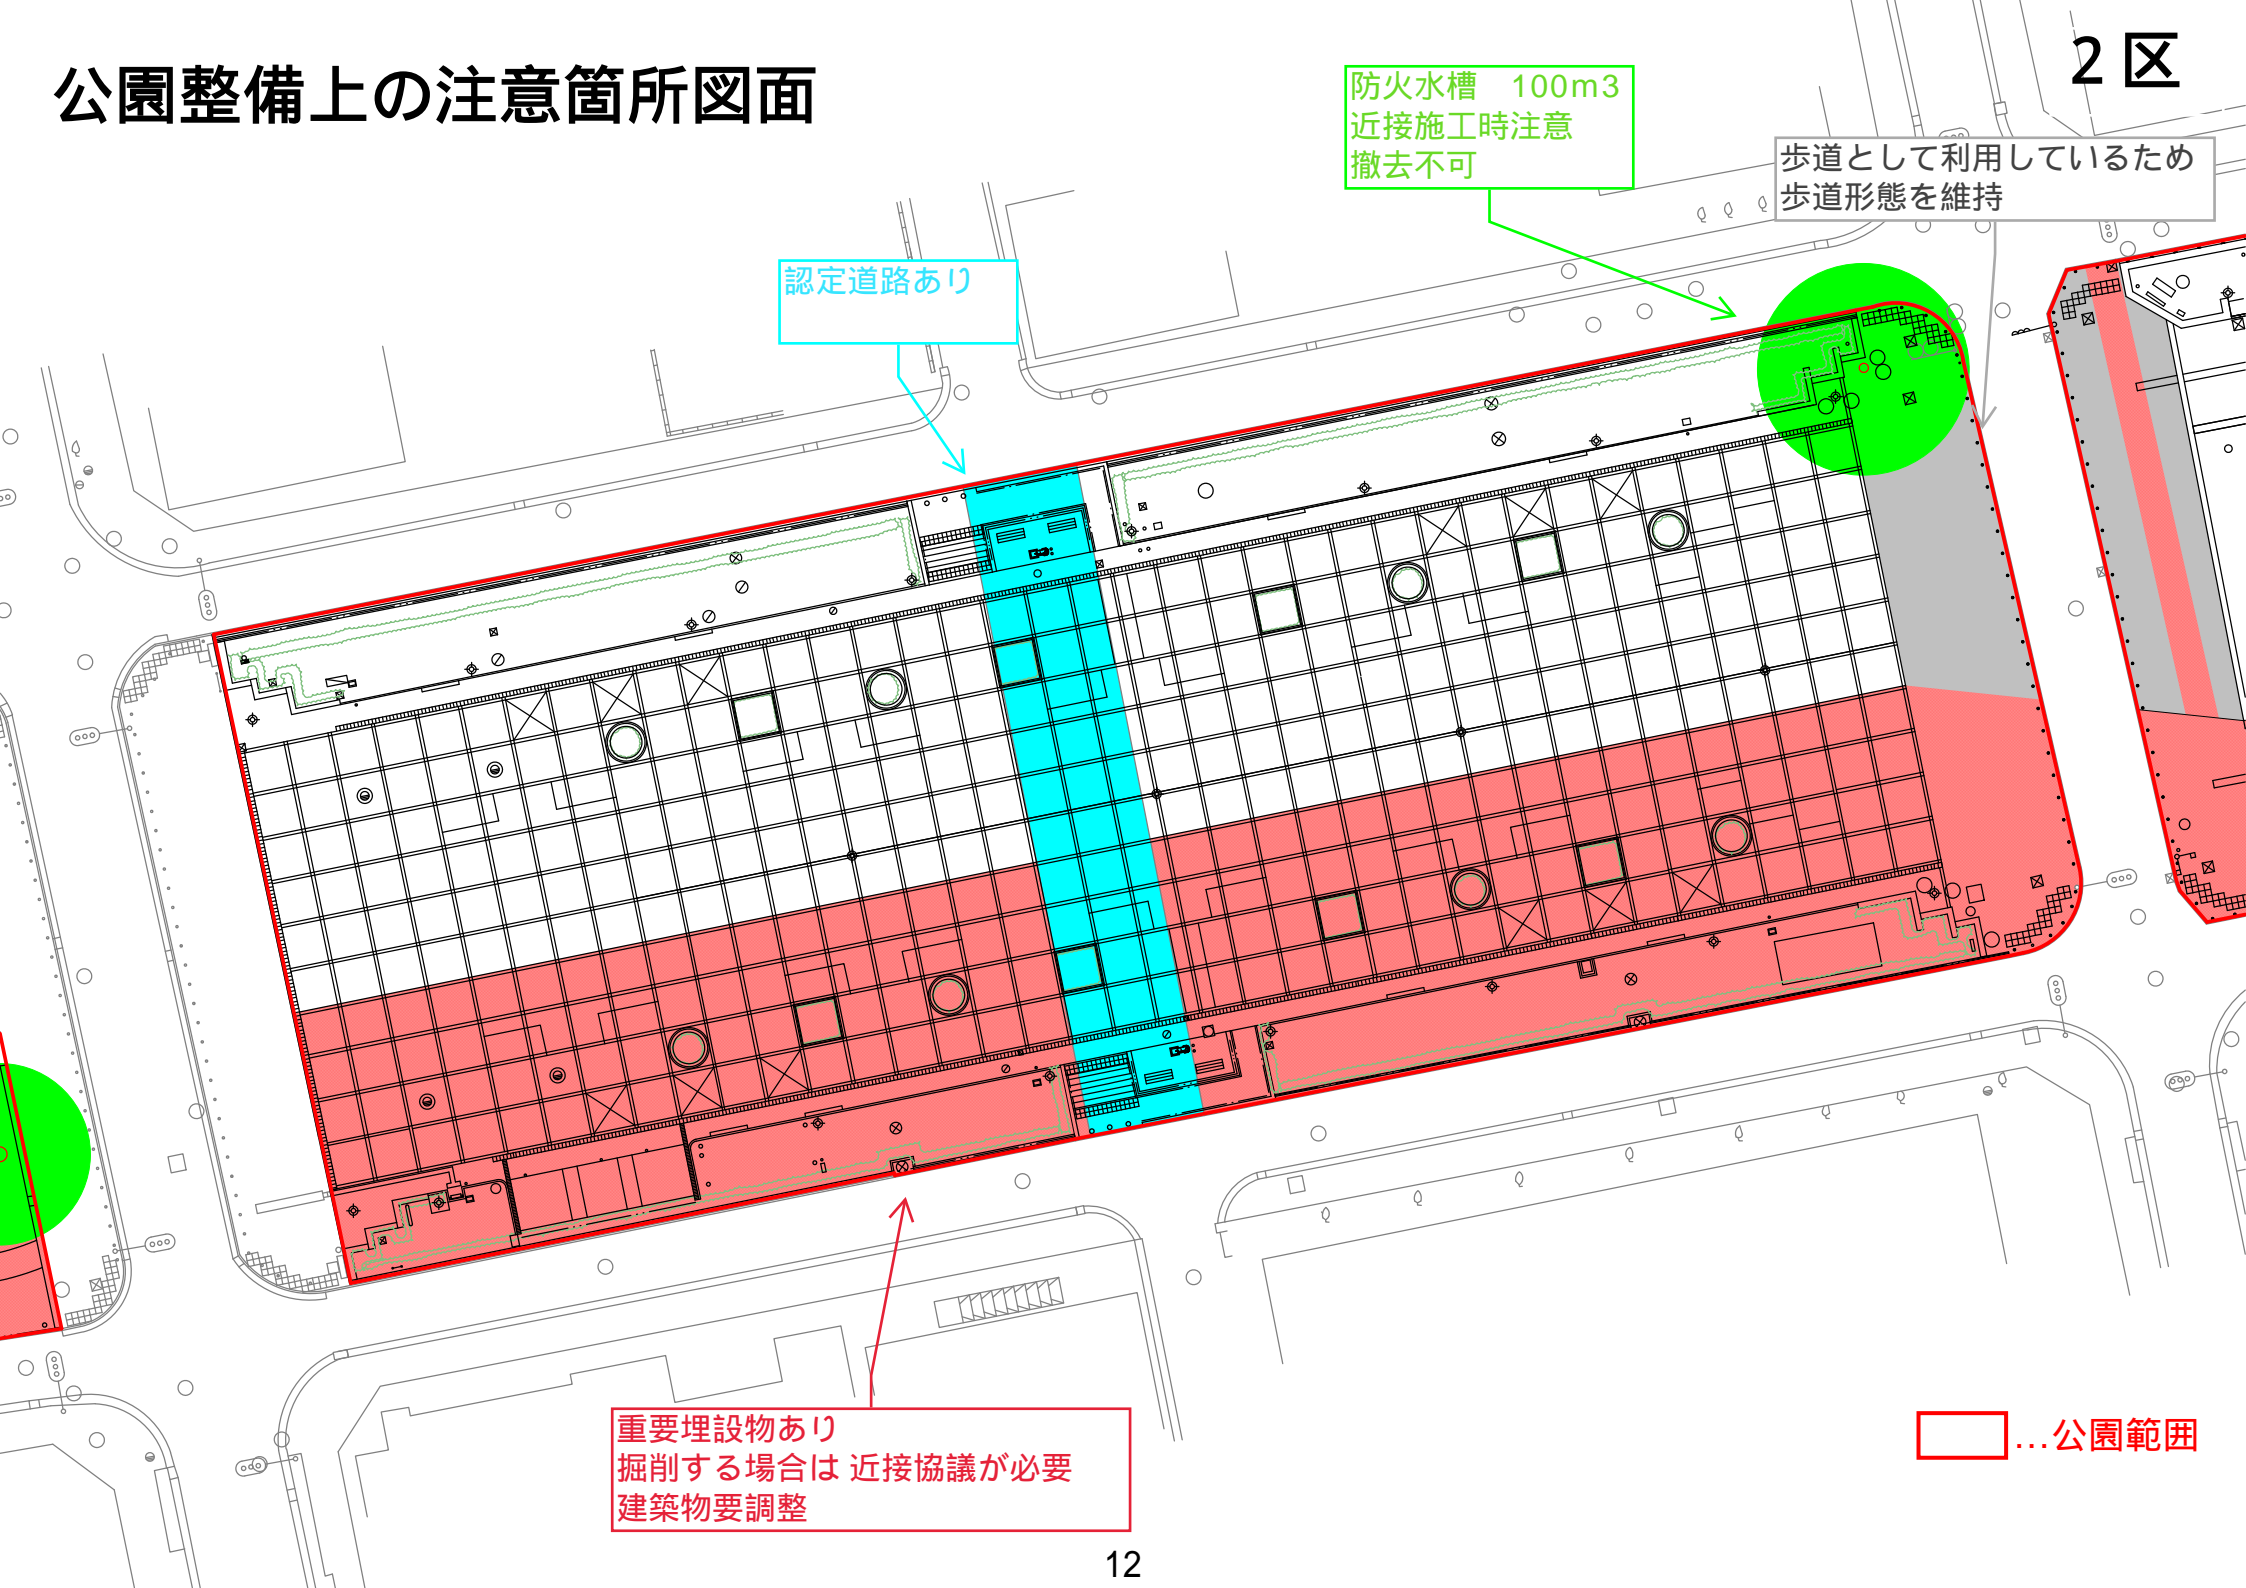 公園整備上の注意箇所図面
2区
防火水槽　100m3
近接施工時注意
撤去不可
歩道として利用しているため
歩道形態を維持
認定道路あり
重要埋設物あり
掘削する場合は 近接協議が必要
建築物要調整
…公園範囲
12